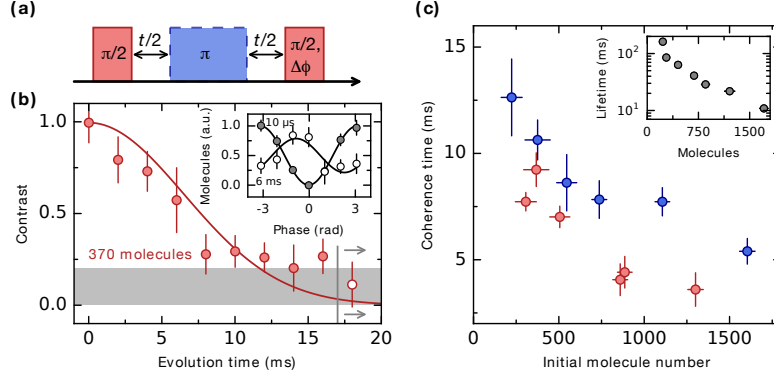 (a)
π/2
t/2
π
t/2
π/2,
Δϕ
(b)
1.0
0.5
0.0
Contrast
370 molecules
0
5
10
15
20
Evolution time (ms)
1.0
0.5
0.0
Molecules (a.u.)
10 μs
6 ms
-3
0
3
Phase (rad)
(c)
15
10
5
Coherence time (ms)
0
500
1000
1500
Initial molecule number
10²
10¹
Lifetime (ms)
0
750
1500
Molecules